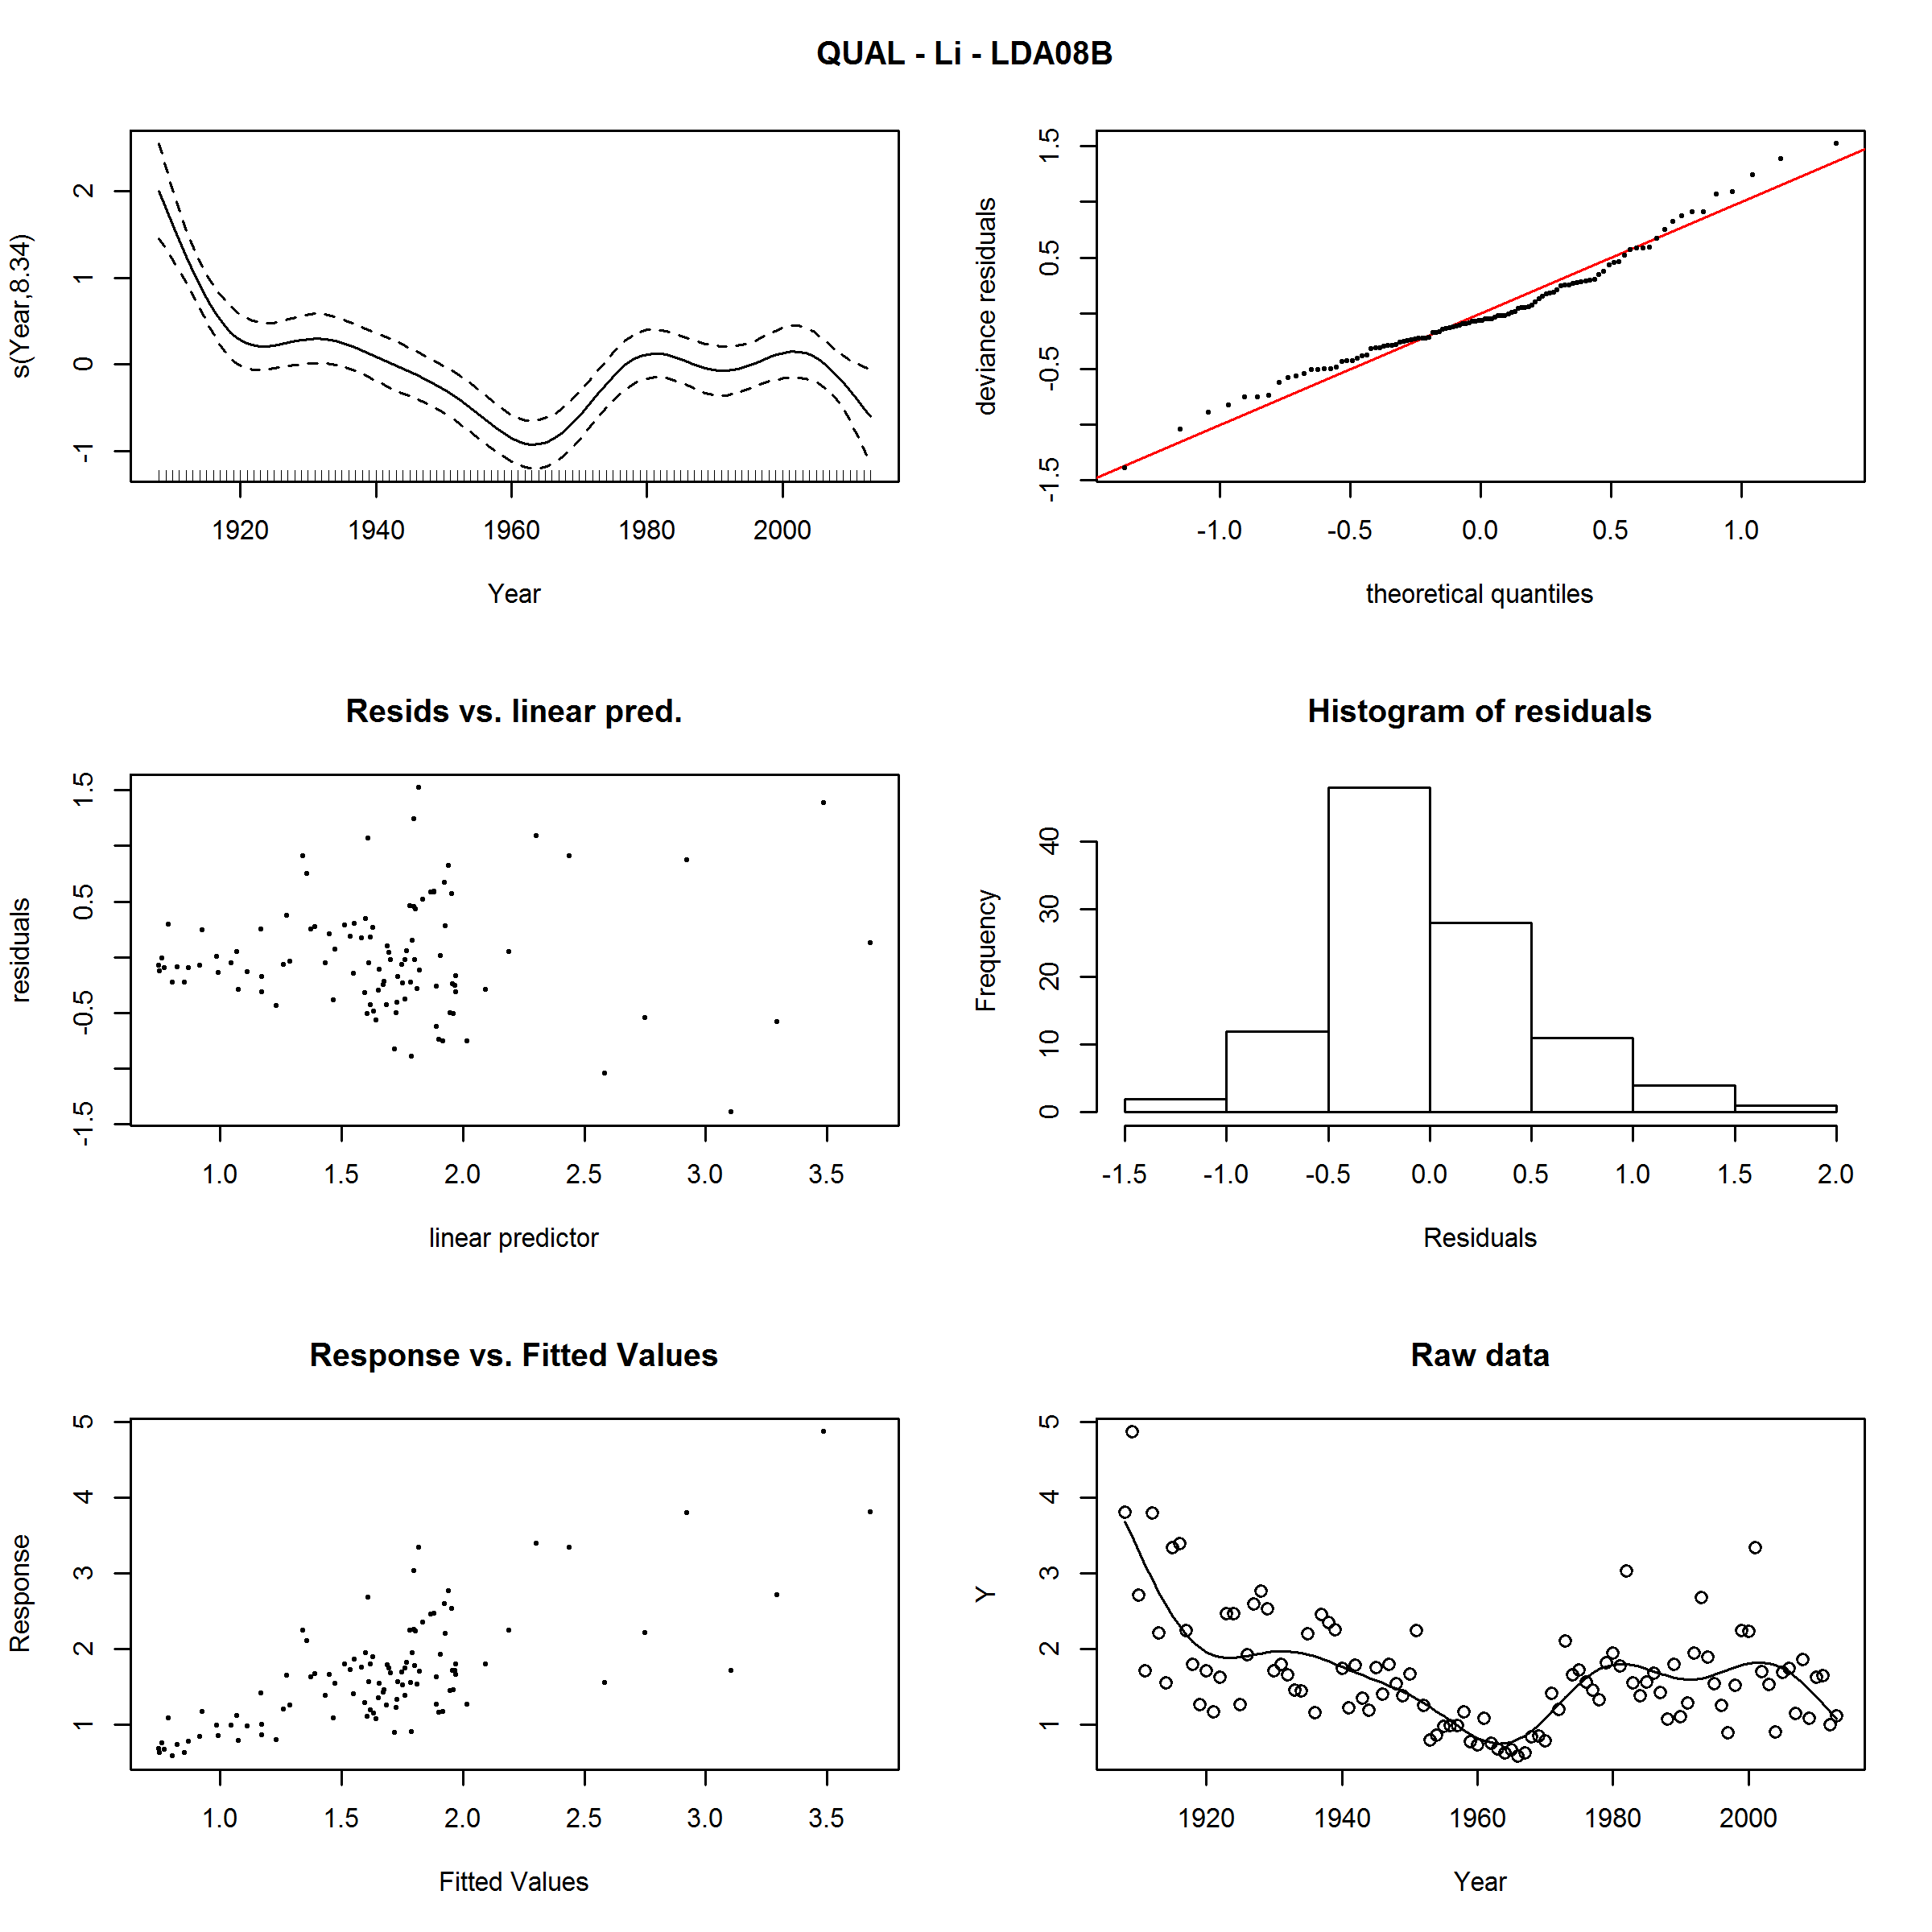 QUAL - Li - LDA08B
s(Year,8.34)
2
1
0
-1
1920 1940 1960 1980 2000
Year
deviance residuals
1.5
0.5
-0.5
-1.5
-1.0 -0.5 0.0 0.5 1.0
theoretical quantiles
Resids vs. linear pred.
residuals
1.5
0.5
-0.5
-1.5
1.0 1.5 2.0 2.5 3.0 3.5
linear predictor
Histogram of residuals
Frequency
40
30
20
10
0
-1.5 -1.0 -0.5 0.0 0.5 1.0 1.5 2.0
Residuals
Response vs. Fitted Values
Response
5
4
3
2
1
1.0 1.5 2.0 2.5 3.0 3.5
Fitted Values
Raw data
Y
5
4
3
2
1
1920 1940 1960 1980 2000
Year